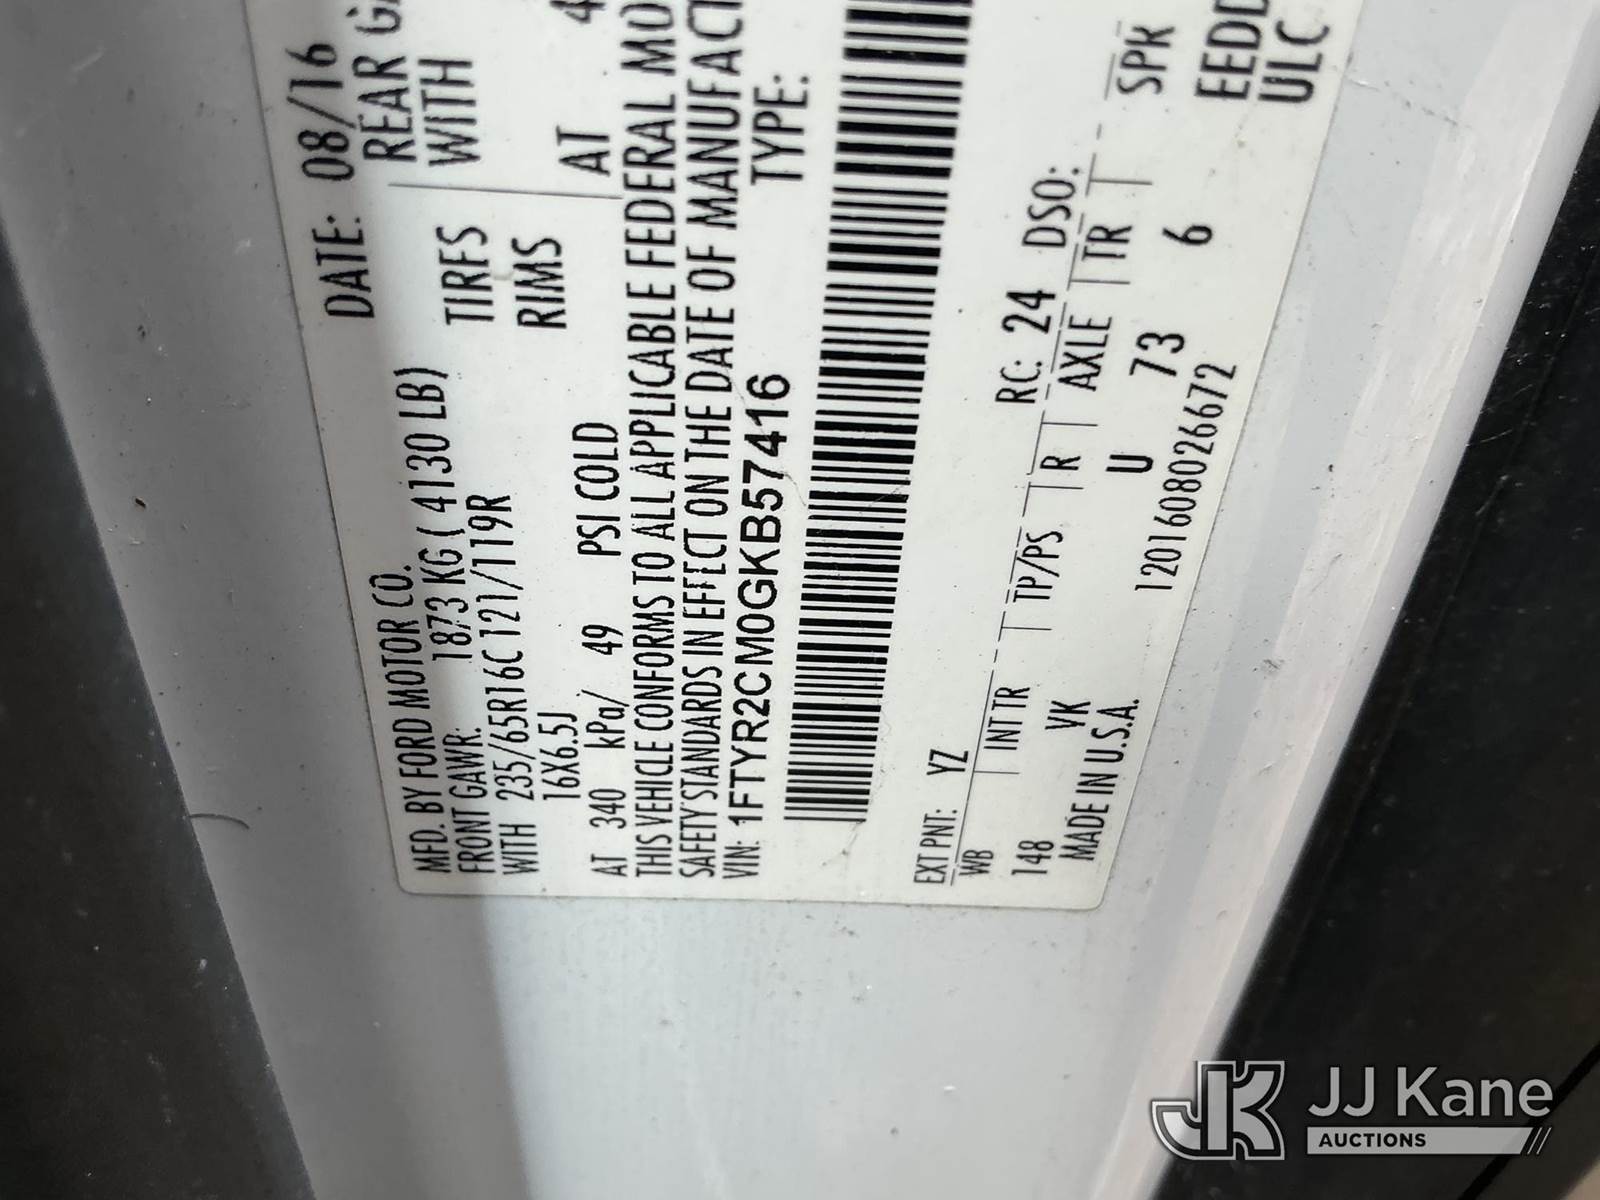 MFD. BY FORD MOTOR CO.
DATE: 08/16
FRONT GAWR: 1873 KG ( 4130 LB)
REAR
WITH 235/65R16C 121/119R TIRES WITH
16X6.5J RIMS
AT 340 kPa/ 49 PSI COLD AT
THIS VEHICLE CONFORMS TO ALL APPLICABLE FEDERAL
SAFETY STANDARDS IN EFFECT ON THE DATE OF
VIN: 1FTYR2CM0GKB57416 TYPE:
EXT PNT: YZ RC: 24 DSO:
WB INT TR TP/PS R AXLE TR SPR
148 VK U 73 6
MADE IN U.S.A. 1201608026672
JK JJ Kane
AUCTIONS